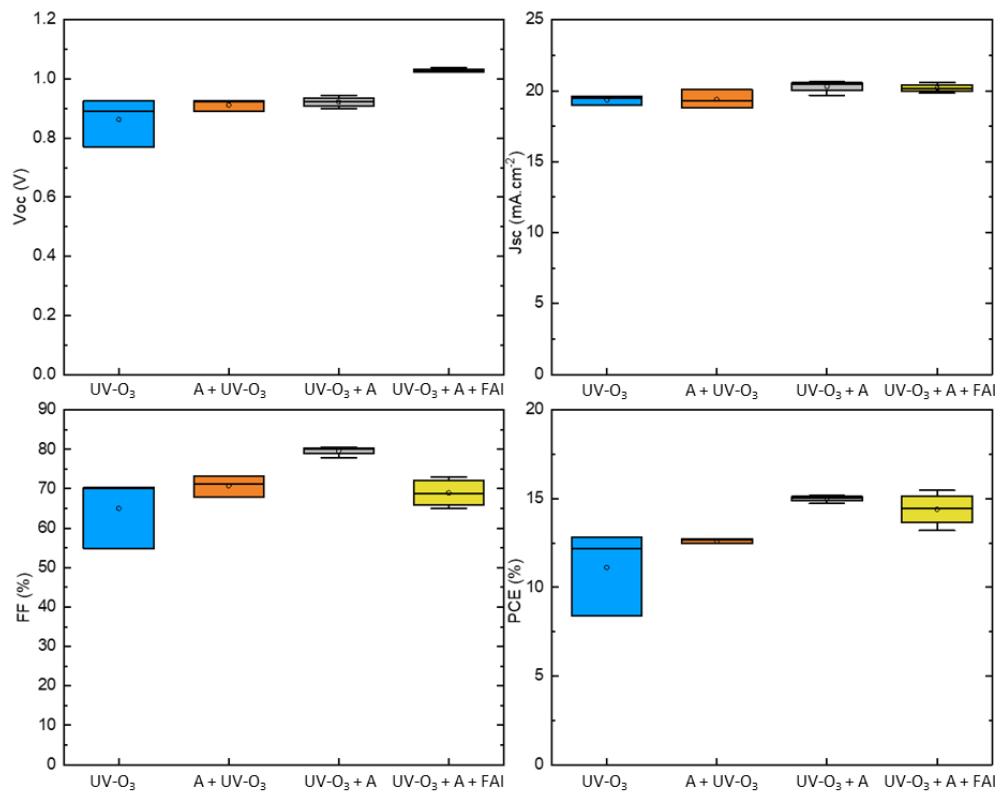 1.2
1.0
0.8
0.6
0.4
0.2
0.0
Voc (V)
UV-O₃
A + UV-O₃
UV-O₃ + A
UV-O₃ + A + FAI
25
20
15
10
5
0
Jsc (mA.cm⁻²)
UV-O₃
A + UV-O₃
UV-O₃ + A
UV-O₃ + A + FAI
90
80
70
60
50
40
30
20
10
0
FF (%)
UV-O₃
A + UV-O₃
UV-O₃ + A
UV-O₃ + A + FAI
20
15
10
5
0
PCE (%)
UV-O₃
A + UV-O₃
UV-O₃ + A
UV-O₃ + A + FAI